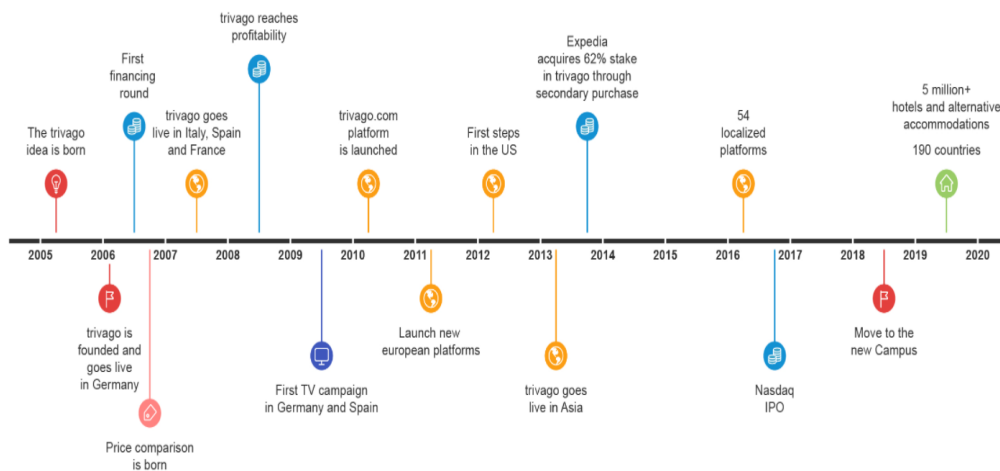 The trivago
idea is born
First
financing
round
trivago goes
live in Italy, Spain
and France
trivago reaches
profitability
trivago.com
platform
is launched
First steps
in the US
Expedia
acquires 62% stake
in trivago through
secondary purchase
54
localized
platforms
5 million+
hotels and alternative
accommodations
190 countries
2005 2006 2007 2008 2009 2010 2011 2012 2013 2014 2015 2016 2017 2018 2019 2020
trivago is
founded and
goes live
in Germany
Price comparison
is born
First TV campaign
in Germany and Spain
Launch new
european platforms
trivago goes
live in Asia
Nasdaq
IPO
Move to the
new Campus